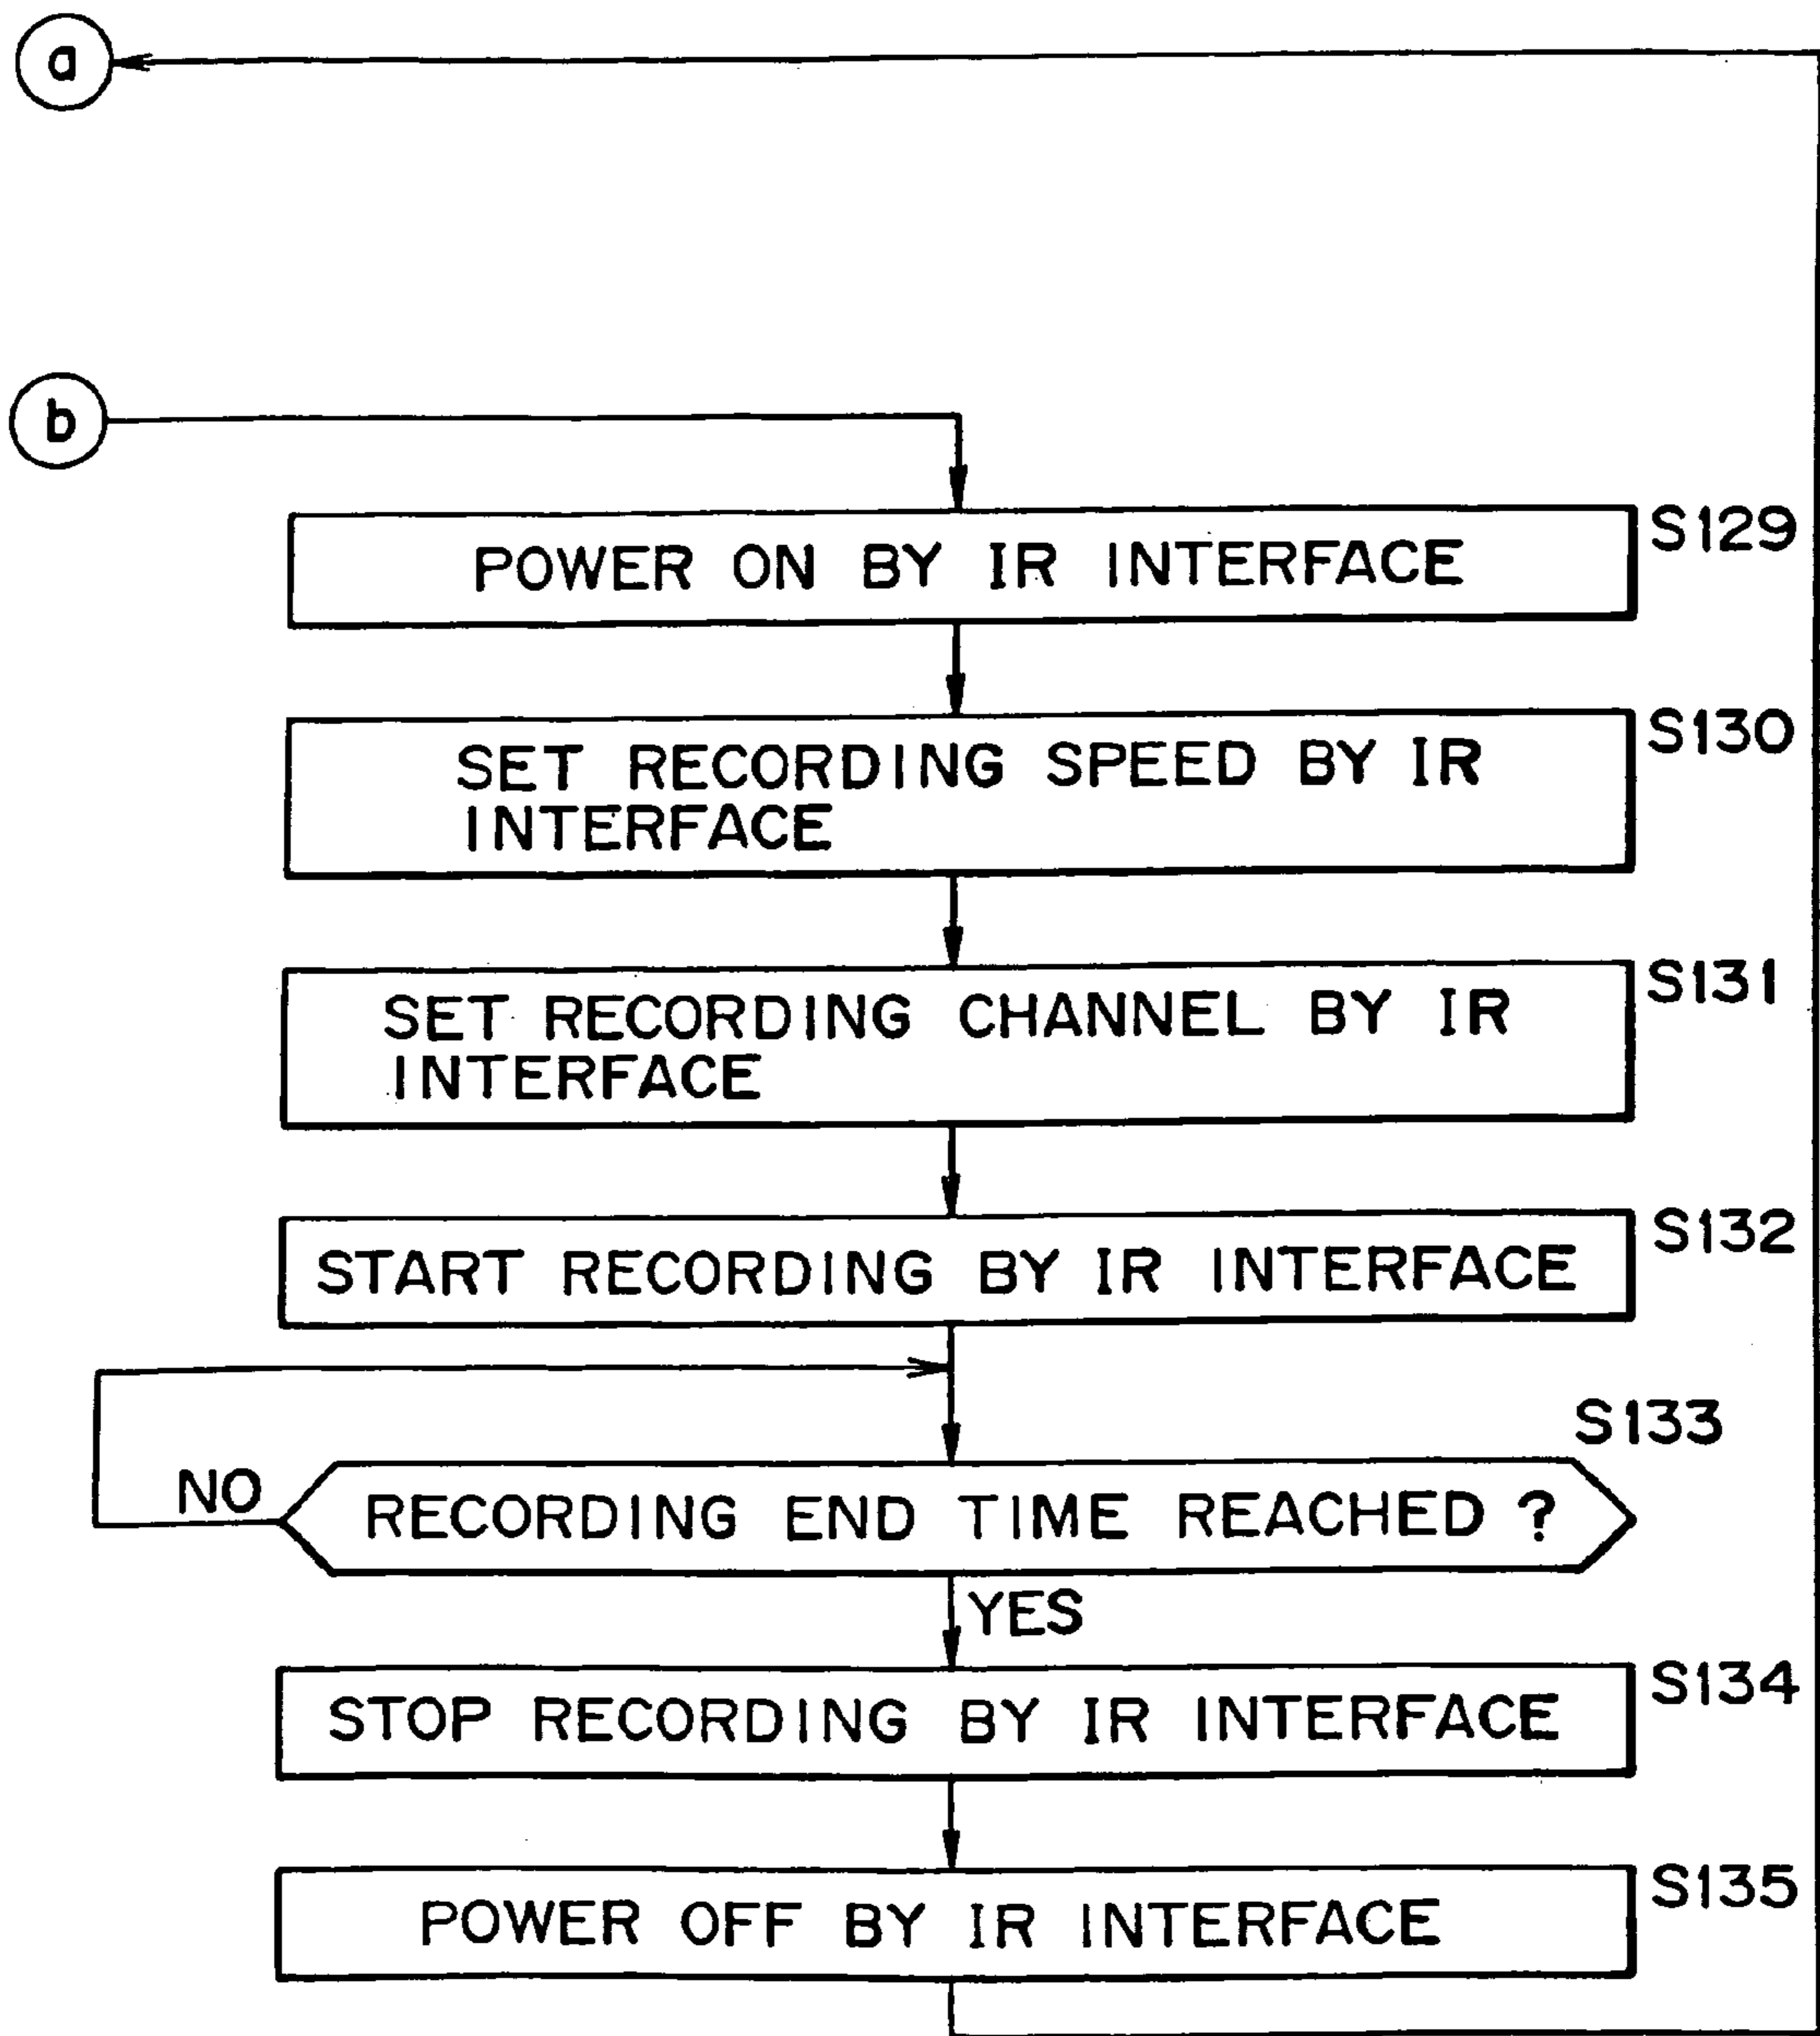 a
b
S129
POWER ON BY IR INTERFACE
S130
SET RECORDING SPEED BY IR
INTERFACE
S131
SET RECORDING CHANNEL BY IR
INTERFACE
S132
START RECORDING BY IR INTERFACE
S133
NO
RECORDING END TIME REACHED ?
YES
S134
STOP RECORDING BY IR INTERFACE
S135
POWER OFF BY IR INTERFACE